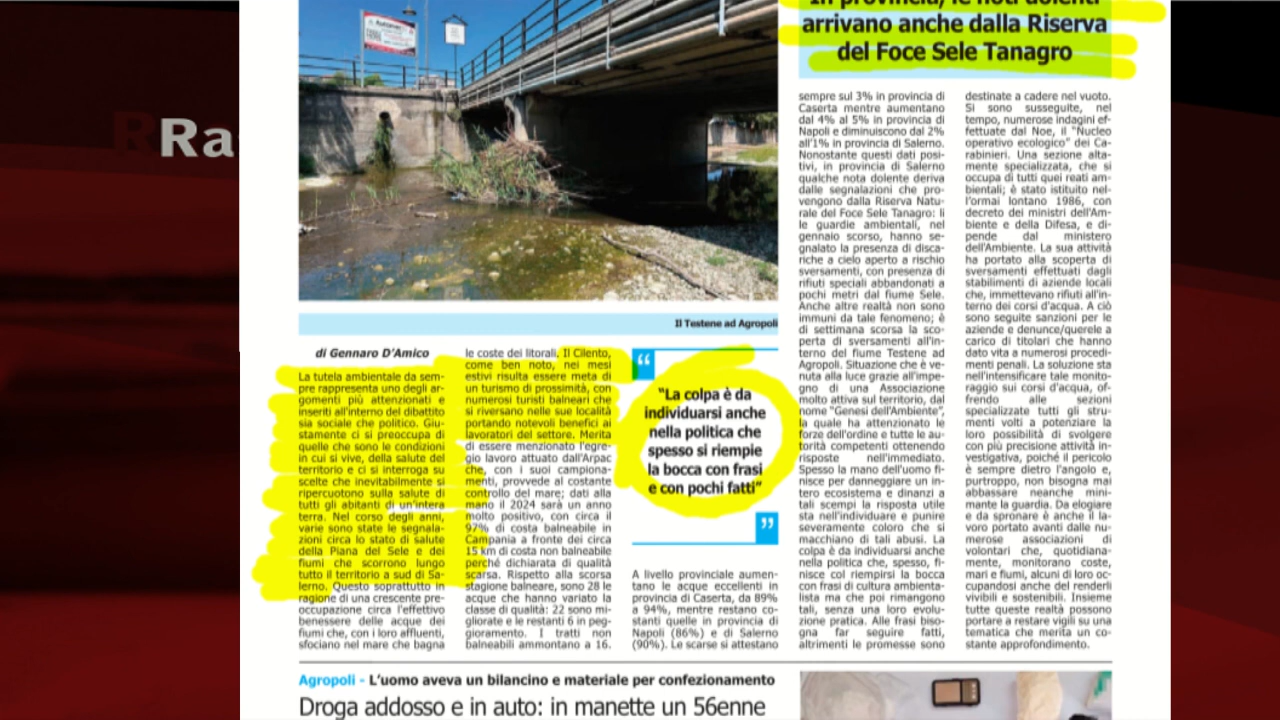 In provincia, le noti dolenti
arrivano anche dalla Riserva
del Foce Sele Tanagro
Ra
Il Testene ad Agropoli
di Gennaro D'Amico
La tutela ambientale da sem-
pre rappresenta uno degli ar-
gomenti più attenzionati e
inseriti all'interno del dibattito
sia sociale che politico. Giu-
stamente ci si preoccupa di
quelle che sono le condizioni
in cui si vive, della salute del
territorio e ci si interroga su
scelte che inevitabilmente si
ripercuotono sulla salute di
tutti gli abitanti di un'intera
terra. Nel corso degli anni,
varie sono state le segnala-
zioni circa lo stato di salute
della Piana del Sele e dei
fiumi che scorrono lungo
tutto il territorio a sud di Sa-
lerno. Questo soprattutto in
ragione di una crescente pre-
occupazione circa l'effettivo
benessere delle acque dei
fiumi che, con i loro affluenti,
sfociano nel mare che bagna
le coste dei litorali. Il Cilento,
come ben noto, nei mesi
estivi risulta essere meta di
un turismo di prossimità, con
numerosi turisti balneari che
si riversano nelle sue località
portando notevoli benefici ai
lavoratori del settore. Merita
di essere menzionato l'egre-
gio lavoro attuato dall'Arpac
che, con i suoi campiona-
menti, provvede al costante
controllo del mare; dati alla
mano il 2024 sarà un anno
molto positivo, con circa il
97% di costa balneabile in
Campania a fronte dei circa
15 km di costa non balneabile
perché dichiarata di qualità
scarsa. Rispetto alla scorsa
stagione balneare, sono 28 le
acque che hanno variato la
classe di qualità: 22 sono mi-
gliorate e le restanti 6 in peg-
gioramento. I tratti non
balneabili ammontano a 16.
“
"La colpa è da
individuarsi anche
nella politica che
spesso si riempie
la bocca con frasi
e con pochi fatti"
”
A livello provinciale aumen-
tano le acque eccellenti in
provincia di Caserta, da 89%
a 94%, mentre restano co-
stanti quelle in provincia di
Napoli (86%) e di Salerno
(90%). Le scarse si attestano
sempre sul 3% in provincia di
Caserta mentre aumentano
dal 4% al 5% in provincia di
Napoli e diminuiscono dal 2%
all'1% in provincia di Salerno.
Nonostante questi dati posi-
tivi, in provincia di Salerno
qualche nota dolente deriva
dalle segnalazioni che pro-
vengono dalla Riserva Natu-
rale del Foce Sele Tanagro: lì
le guardie ambientali, nel
gennaio scorso, hanno se-
gnalato la presenza di disca-
riche a cielo aperto a rischio
sversamenti, con presenza di
rifiuti speciali abbandonati a
pochi metri dal fiume Sele.
Anche altre realtà non sono
immuni da tale fenomeno; è
di settimana scorsa la sco-
perta di sversamenti all'in-
terno del fiume Testene ad
Agropoli. Situazione che è ve-
nuta alla luce grazie all'impe-
gno di una Associazione
molto attiva sul territorio, dal
nome "Genesi dell'Ambiente",
la quale ha attenzionato le
forze dell'ordine e tutte le au-
torità competenti ottenendo
risposte nell'immediato.
Spesso la mano dell'uomo fi-
nisce per danneggiare un in-
tero ecosistema e dinanzi a
tali scempi la risposta utile
sta nell'individuare e punire
severamente coloro che si
macchiano di tali abusi. La
colpa è da individuarsi anche
nella politica che, spesso, fi-
nisce col riempirsi la bocca
con frasi di cultura ambienta-
lista ma che poi rimangono
tali, senza una loro evolu-
zione pratica. Alle frasi biso-
gna far seguire fatti,
altrimenti le promesse sono
destinate a cadere nel vuoto.
Si sono susseguite, nel
tempo, numerose indagini ef-
fettuate dal Noe, il "Nucleo
operativo ecologico" dei Ca-
rabinieri. Una sezione alta-
mente specializzata, che si
occupa di tutti quei reati am-
bientali; è stato istituito nel-
l'ormai lontano 1986, con
decreto dei ministri dell'Am-
biente e della Difesa, e di-
pende dal ministero
dell'Ambiente. La sua attività
ha portato alla scoperta di
sversamenti effettuati dagli
stabilimenti di aziende locali
che, immettevano rifiuti all'in-
terno dei corsi d'acqua. A ciò
sono seguite sanzioni per le
aziende e denunce/querele a
carico di titolari che hanno
dato vita a numerosi procedi-
menti penali. La soluzione sta
nell'intensificare tale monito-
raggio sui corsi d'acqua, of-
frendo alle sezioni
specializzate tutti gli stru-
menti volti a potenziare la
loro possibilità di svolgere
con più precisione attività in-
vestigativa, poiché il pericolo
è sempre dietro l'angolo e,
purtroppo, non bisogna mai
abbassare neanche mini-
mante la guardia. Da elogiare
e da spronare è anche il la-
voro portato avanti dalle nu-
merose associazioni di
volontari che, quotidiana-
mente, monitorano coste,
mari e fiumi, alcuni di loro oc-
cupandosi anche del renderli
vivibili e sostenibili. Insieme
tutte queste realtà possono
portare a restare vigili su una
tematica che merita un co-
stante approfondimento.
Agropoli - L'uomo aveva un bilancino e materiale per confezionamento
Droga addosso e in auto: in manette un 56enne